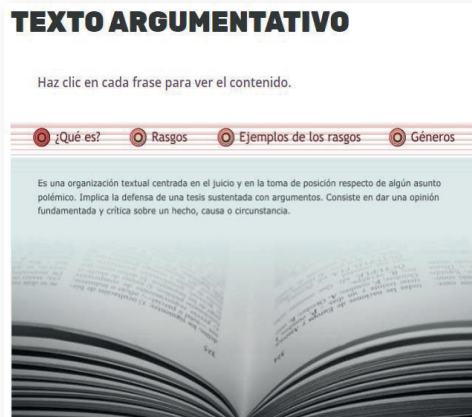 TEXTO ARGUMENTATIVO
Haz clic en cada frase para ver el contenido.
¿Qué es? Rasgos Ejemplos de los rasgos Géneros
Es una organización textual centrada en el juicio y en la toma de posición respecto de algún asunto
polémico. Implica la defensa de una tesis sustentada con argumentos. Consiste en dar una opinión
fundamentada y crítica sobre un hecho, causa o circunstancia.